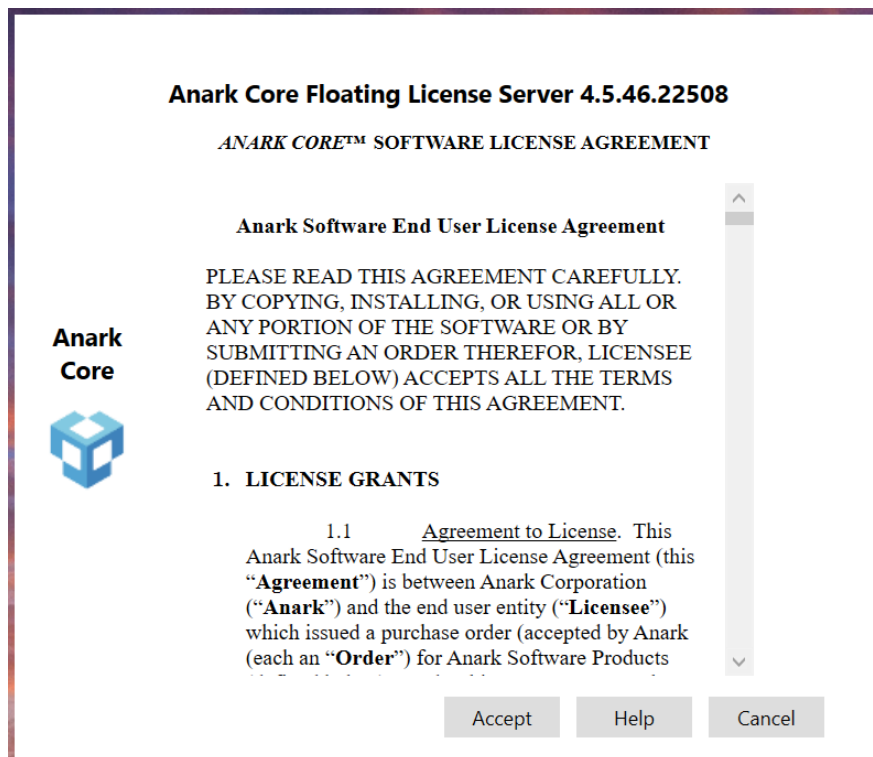 Anark Core Floating License Server 4.5.46.22508
ANARK CORE™ SOFTWARE LICENSE AGREEMENT
Anark Software End User License Agreement
PLEASE READ THIS AGREEMENT CAREFULLY.
BY COPYING, INSTALLING, OR USING ALL OR
ANY PORTION OF THE SOFTWARE OR BY
SUBMITTING AN ORDER THEREFOR, LICENSEE
(DEFINED BELOW) ACCEPTS ALL THE TERMS
AND CONDITIONS OF THIS AGREEMENT.
Anark
Core
1. LICENSE GRANTS
1.1 Agreement to License. This
Anark Software End User License Agreement (this
“Agreement”) is between Anark Corporation
(“Anark”) and the end user entity (“Licensee”)
which issued a purchase order (accepted by Anark
(each an “Order”) for Anark Software Products
Accept Help Cancel